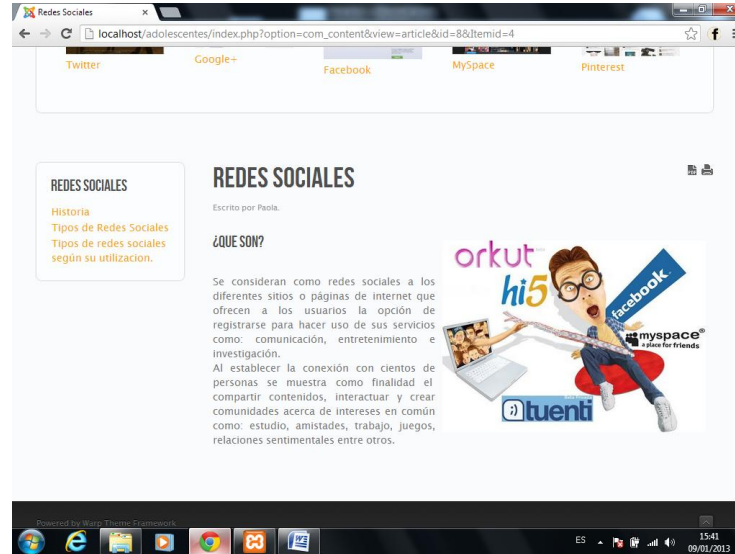 Redes Sociales
localhost/adolescentes/index.php?option=com_content&view=article&id=8&Itemid=4
Twitter
Google+
Facebook
MySpace
Pinterest
REDES SOCIALES
Historia
Tipos de Redes Sociales
Tipos de redes sociales
según su utilizacion.
REDES SOCIALES
Escrito por Paola.
¿QUE SON?
Se consideran como redes sociales a los
diferentes sitios o páginas de internet que
ofrecen a los usuarios la opción de
registrarse para hacer uso de sus servicios
como: comunicación, entretenimiento e
investigación.
Al establecer la conexión con cientos de
personas se muestra como finalidad el
compartir contenidos, interactuar y crear
comunidades acerca de intereses en común
como: estudio, amistades, trabajo, juegos,
relaciones sentimentales entre otros.
orkut
hi5
facebook
myspace®
a place for friends
tuenti
Powered by Warp Theme Framework
ES
15:41
09/01/2013